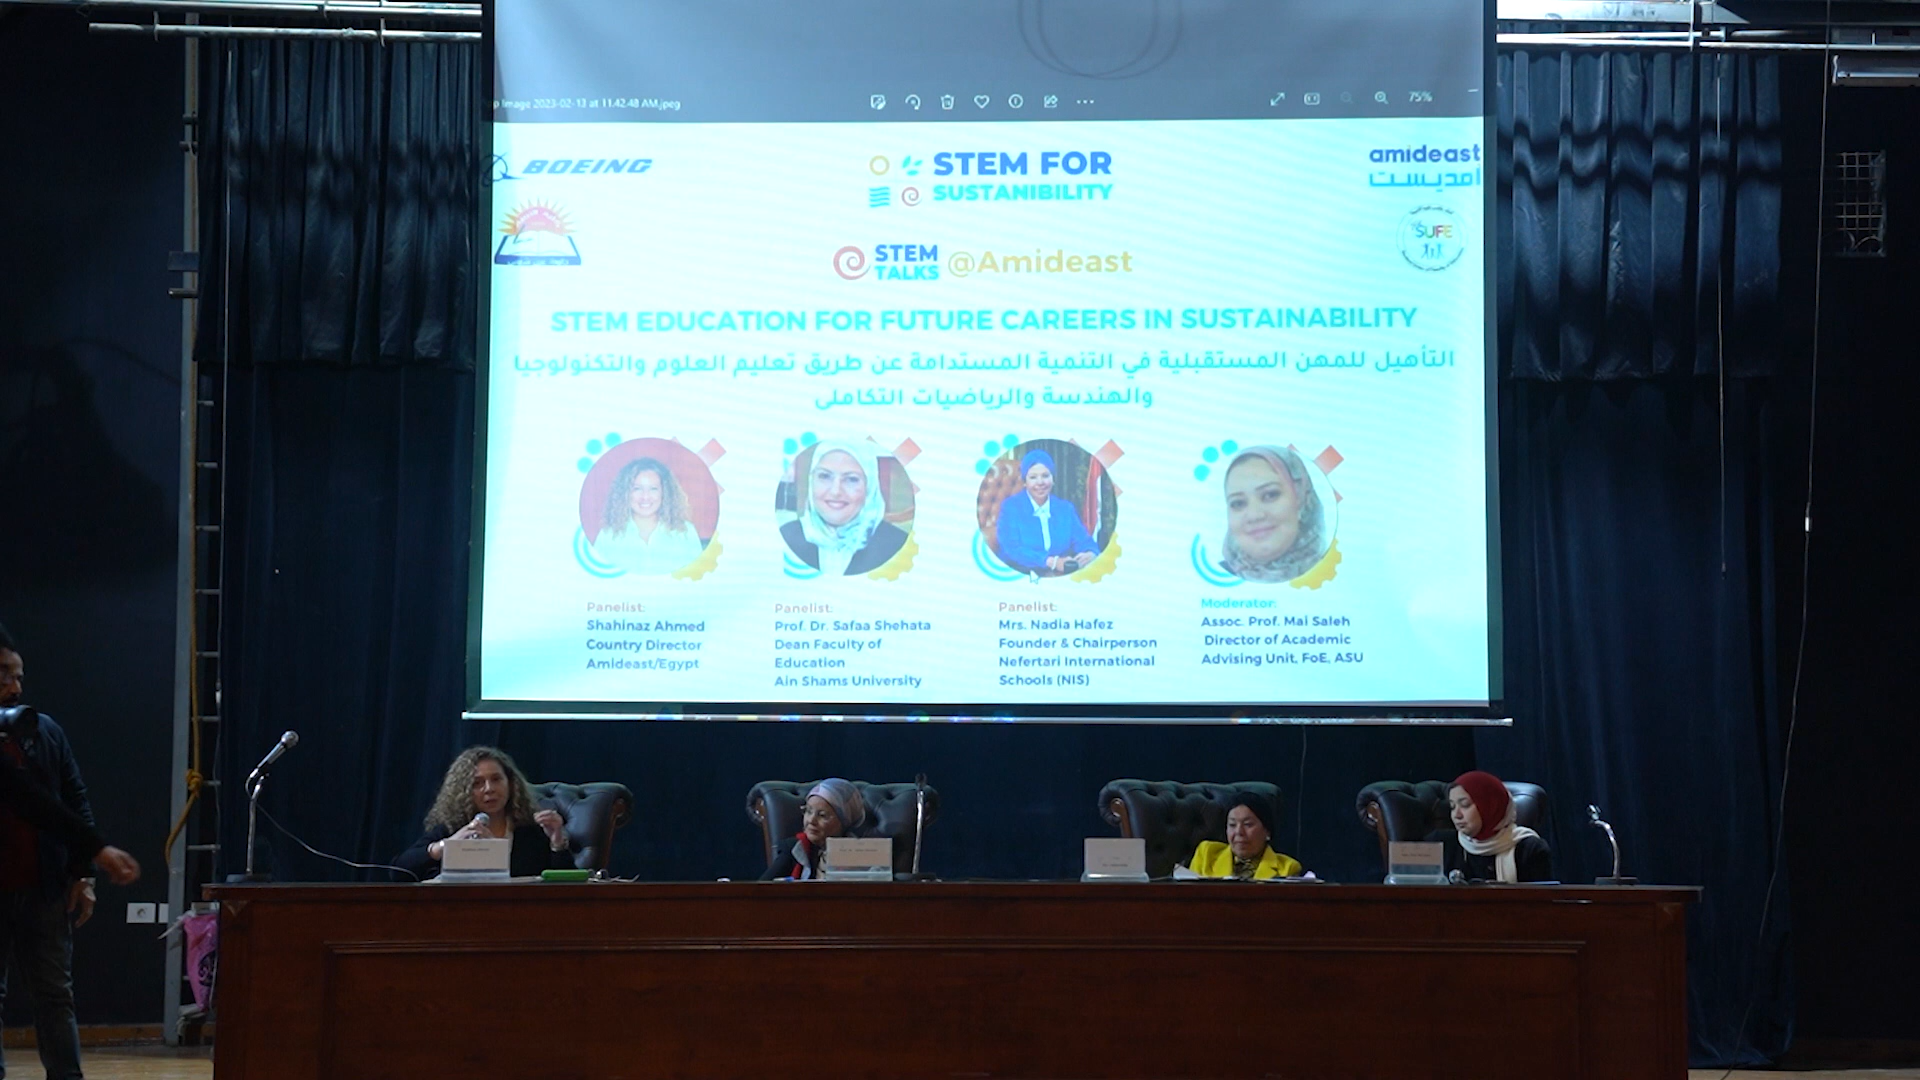 p Image 2023-02-13 at 11.42.48 AM.jpeg
75%
BOEING
STEM FOR
SUSTANIBILITY
amideast
أمديست
SUFE
STEM
TALKS
@Amideast
STEM EDUCATION FOR FUTURE CAREERS IN SUSTAINABILITY
التأهيل للمهن المستقبلية في التنمية المستدامة عن طريق تعليم العلوم والتكنولوجيا
والهندسة والرياضيات التكاملى
Panelist:
Shahinaz Ahmed
Country Director
Amideast/Egypt
Panelist:
Prof. Dr. Safaa Shehata
Dean Faculty of
Education
Ain Shams University
Panelist:
Mrs. Nadia Hafez
Founder & Chairperson
Nefertari International
Schools (NIS)
Moderator:
Assoc. Prof. Mai Saleh
Director of Academic
Advising Unit, FoE, ASU